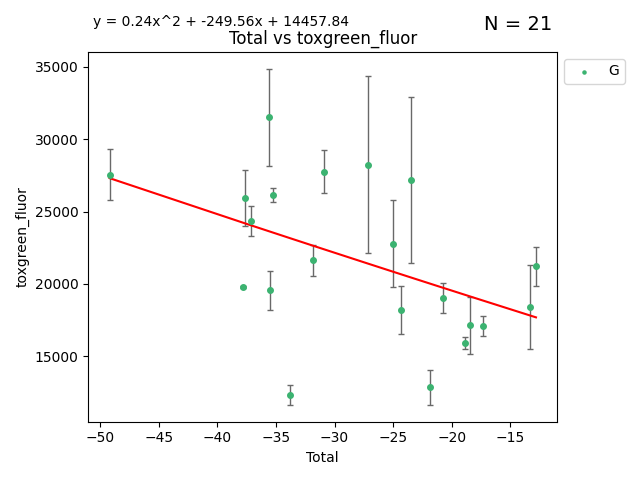 y = 0.24x^2 + -249.56x + 14457.84
N = 21
Total vs toxgreen_fluor
G
35000
30000
25000
20000
15000
toxgreen_fluor
−50 −45 −40 −35 −30 −25 −20 −15
Total